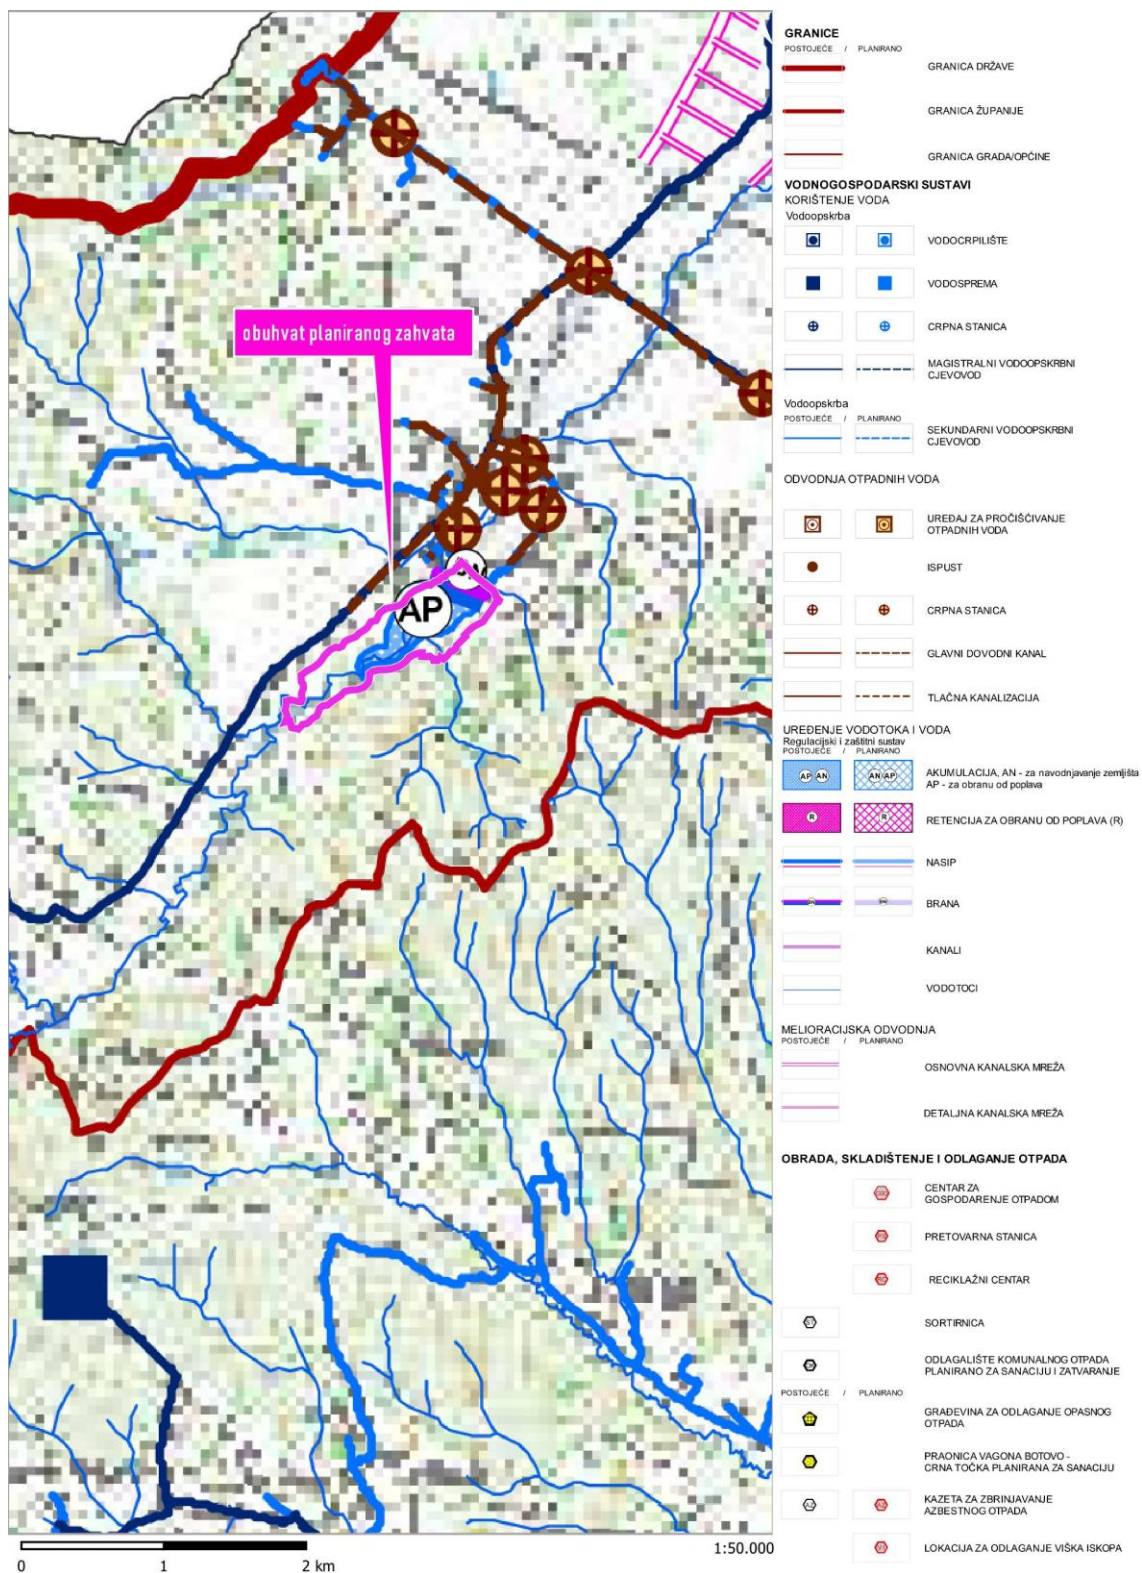 obuhvat planiranog zahvata
AP
0 1 2 km
1:50.000
GRANICE
POSTOJEĆE / PLANIRANO
GRANICA DRŽAVE
GRANICA ŽUPANIJE
GRANICA GRADA/OPĆINE
VODNOGOSPODARSKI SUSTAVI
KORIŠTENJE VODA
Vodoopskrba
VODOCRPILIŠTE
VODOSPREMA
CRPNA STANICA
MAGISTRALNI VODOOPSKRBNI
CJEVOVOD
Vodoopskrba
POSTOJEĆE / PLANIRANO
SEKUNDARNI VODOOPSKRBNI
CJEVOVOD
ODVODNJA OTPADNIH VODA
UREĐAJ ZA PROČIŠĆIVANJE
OTPADNIH VODA
ISPUST
CRPNA STANICA
GLAVNI DOVODNI KANAL
TLAČNA KANALIZACIJA
UREĐENJE VODOTOKA I VODA
Regulacijski i zaštitni sustav
POSTOJEĆE / PLANIRANO
AP AN AN AP AKUMULACIJA, AN - za navodnjavanje zemljišta
AP - za obranu od poplava
R R RETENCIJA ZA OBRANU OD POPLAVA (R)
NASIP
BRANA
KANALI
VODOTOCI
MELIORACIJSKA ODVODNJA
POSTOJEĆE / PLANIRANO
OSNOVNA KANALSKA MREŽA
DETALJNA KANALSKA MREŽA
OBRADA, SKLADIŠTENJE I ODLAGANJE OTPADA
CENTAR ZA
GOSPODARENJE OTPADOM
PRETOVARNA STANICA
RECIKLAŽNI CENTAR
SORTIRNICA
ODLAGALIŠTE KOMUNALNOG OTPADA
PLANIRANO ZA SANACIJU I ZATVARANJE
POSTOJEĆE / PLANIRANO
GRAĐEVINA ZA ODLAGANJE OPASNOG
OTPADA
PRAONICA VAGONA BOTOVO -
CRNA TOČKA PLANIRANA ZA SANACIJU
KAZETA ZA ZBRINJAVANJE
AZBESTNOG OTPADA
LOKACIJA ZA ODLAGANJE VIŠKA ISKOPA